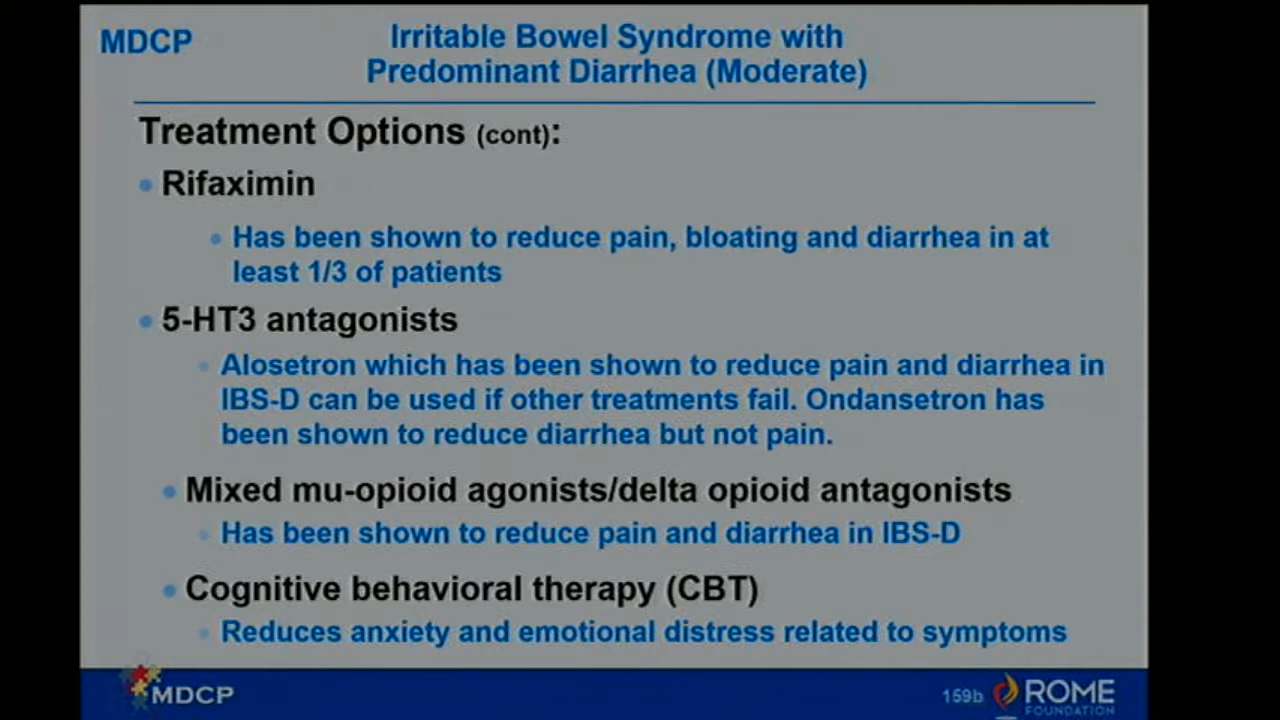 MDCP
Irritable Bowel Syndrome with
Predominant Diarrhea (Moderate)
Treatment Options (cont):
• Rifaximin
• Has been shown to reduce pain, bloating and diarrhea in at
least 1/3 of patients
• 5-HT3 antagonists
• Alosetron which has been shown to reduce pain and diarrhea in
IBS-D can be used if other treatments fail. Ondansetron has
been shown to reduce diarrhea but not pain.
• Mixed mu-opioid agonists/delta opioid antagonists
• Has been shown to reduce pain and diarrhea in IBS-D
• Cognitive behavioral therapy (CBT)
• Reduces anxiety and emotional distress related to symptoms
MDCP
159b
ROME
FOUNDATION